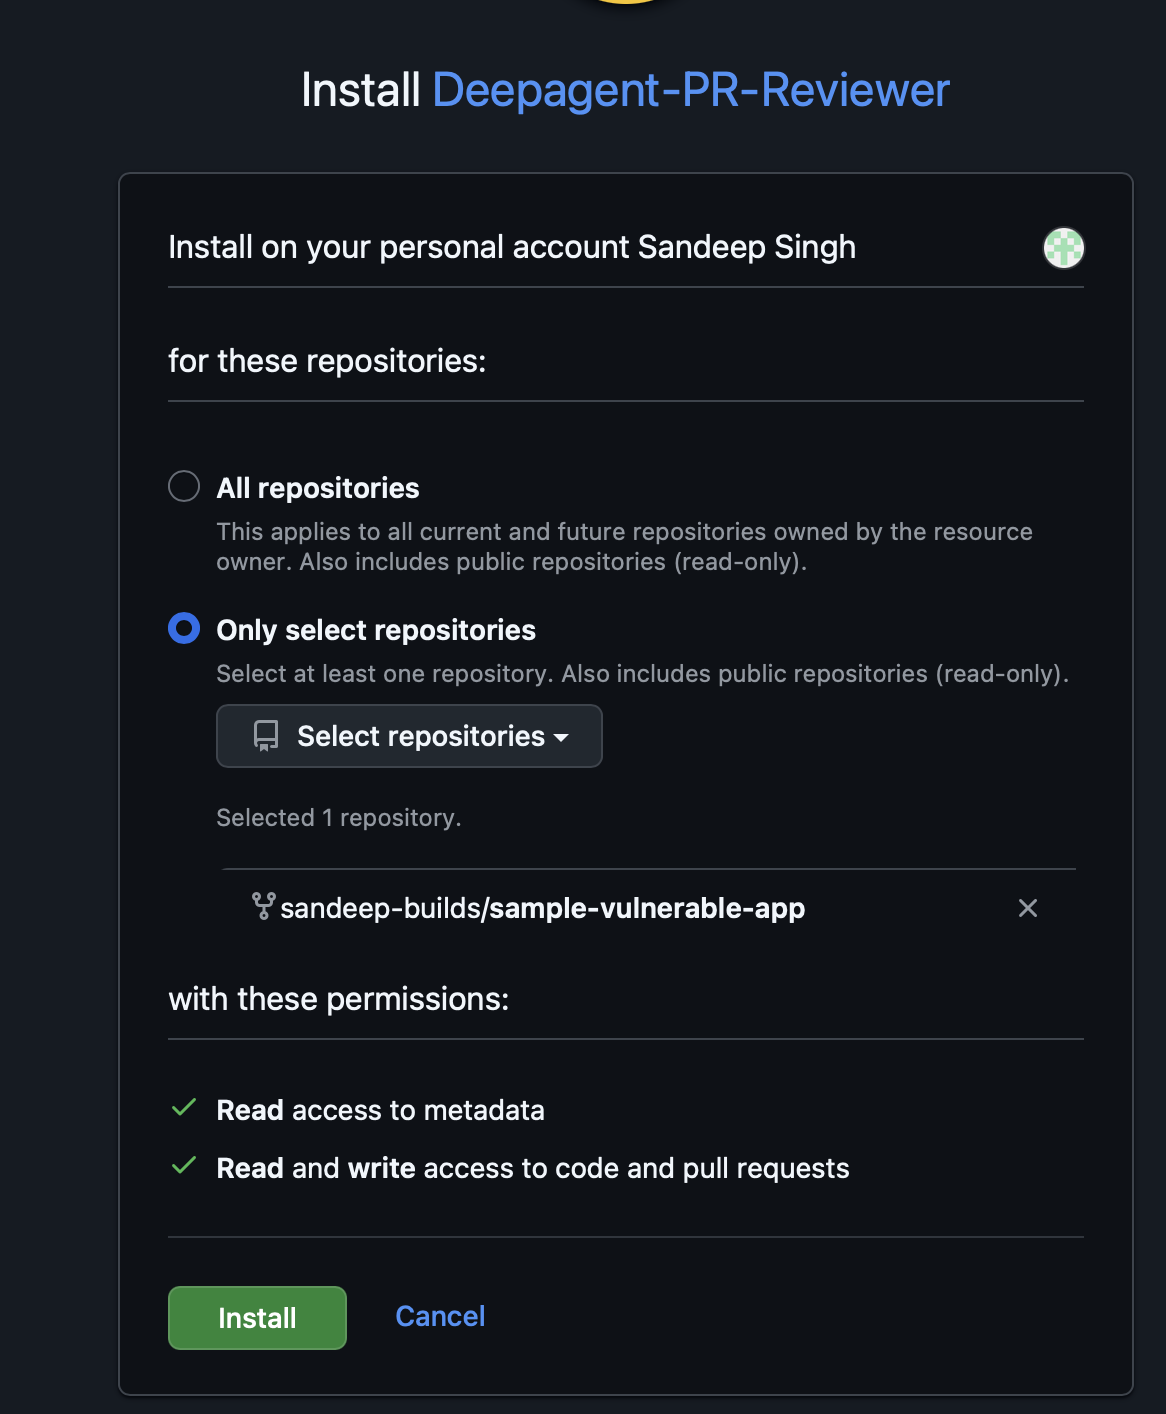 Install Deepagent-PR-Reviewer
Install on your personal account Sandeep Singh
for these repositories:
All repositories
This applies to all current and future repositories owned by the resource
owner. Also includes public repositories (read-only).
Only select repositories
Select at least one repository. Also includes public repositories (read-only).
Select repositories
Selected 1 repository.
sandeep-builds/sample-vulnerable-app
with these permissions:
Read access to metadata
Read and write access to code and pull requests
Install
Cancel